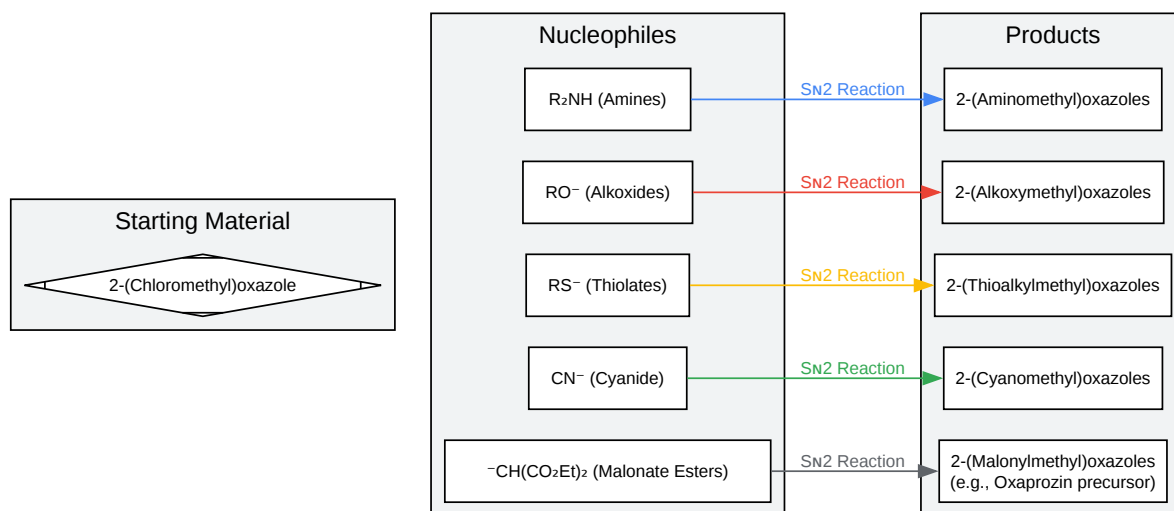 Starting Material
2-(Chloromethyl)oxazole
Nucleophiles
R₂NH (Amines)
RO⁻ (Alkoxides)
RS⁻ (Thiolates)
CN⁻ (Cyanide)
⁻CH(CO₂Et)₂ (Malonate Esters)
Sɴ2 Reaction
Sɴ2 Reaction
Sɴ2 Reaction
Sɴ2 Reaction
Sɴ2 Reaction
Products
2-(Aminomethyl)oxazoles
2-(Alkoxymethyl)oxazoles
2-(Thioalkylmethyl)oxazoles
2-(Cyanomethyl)oxazoles
2-(Malonylmethyl)oxazoles
(e.g., Oxaprozin precursor)